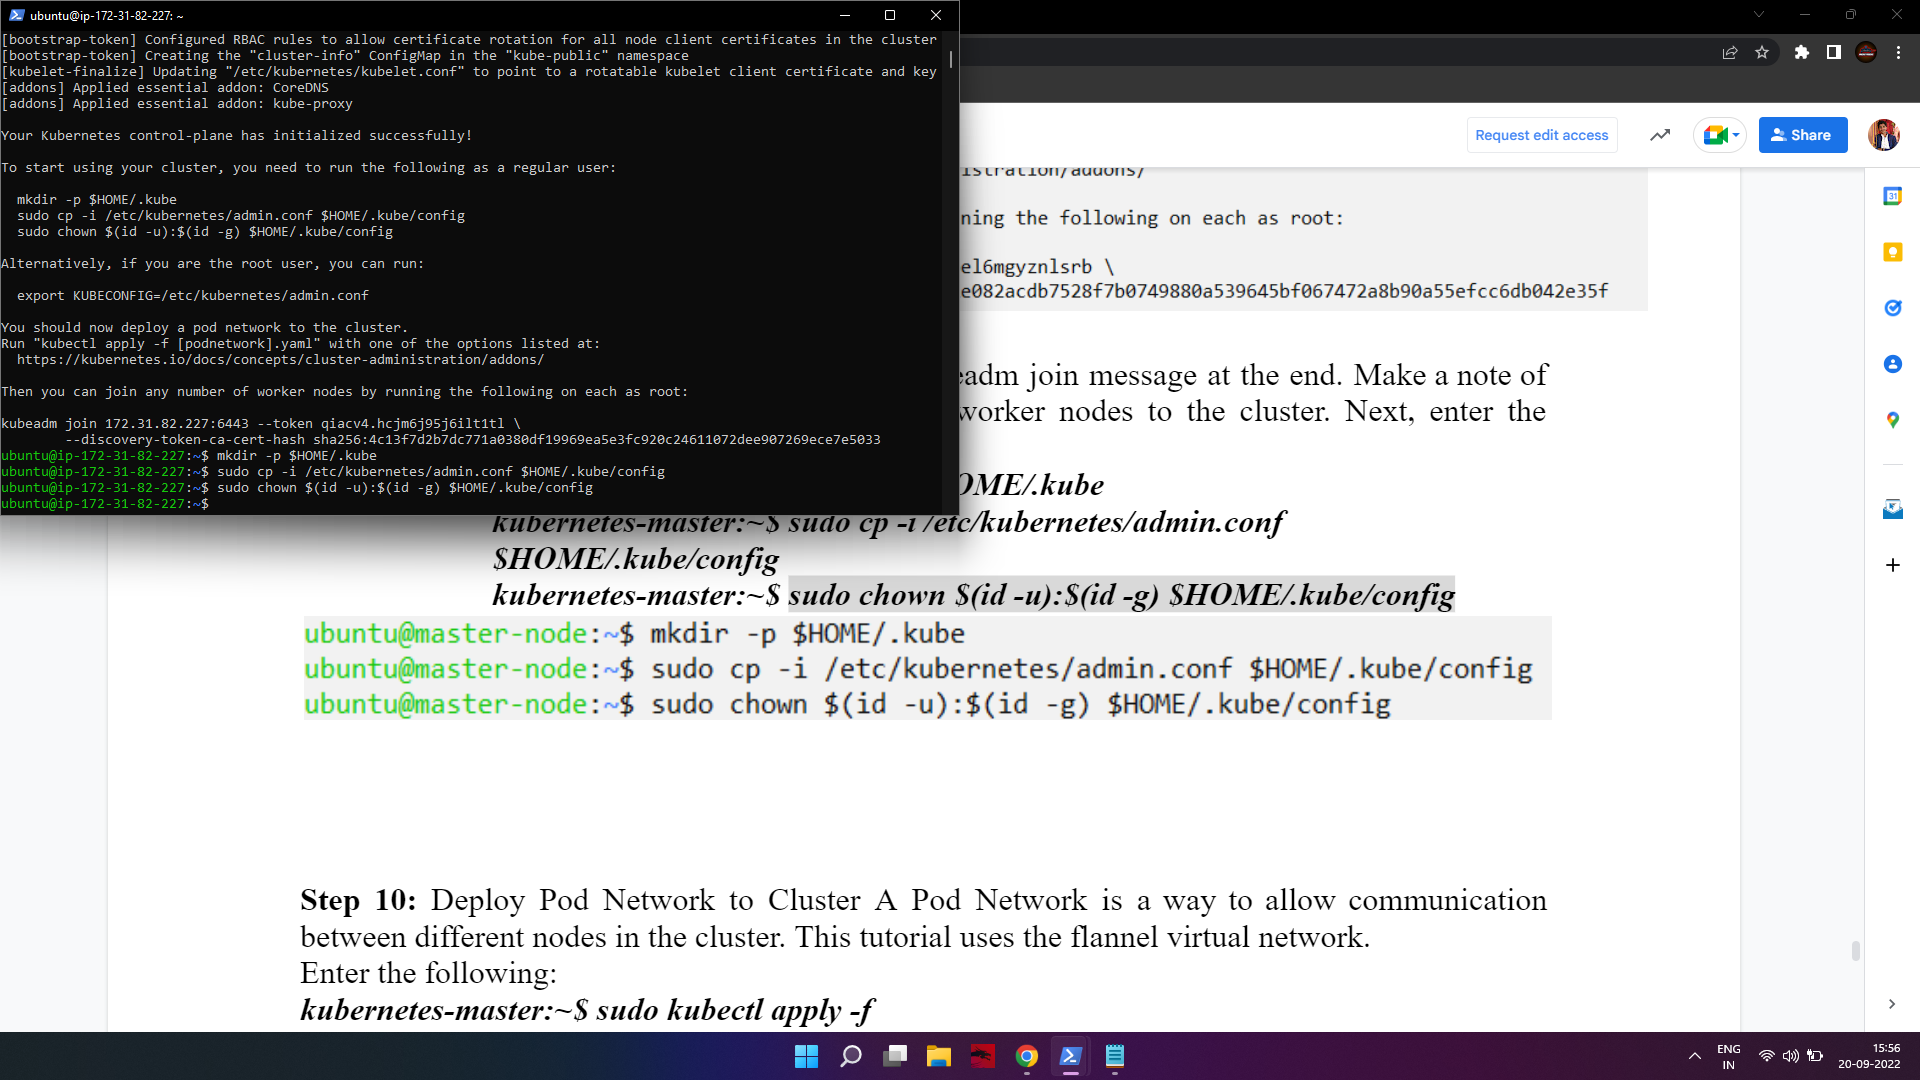 ubuntu@ip-172-31-82-227: ~
[bootstrap-token] Configured RBAC rules to allow certificate rotation for all node client certificates in the cluster
[bootstrap-token] Creating the "cluster-info" ConfigMap in the "kube-public" namespace
[kubelet-finalize] Updating "/etc/kubernetes/kubelet.conf" to point to a rotatable kubelet client certificate and key
[addons] Applied essential addon: CoreDNS
[addons] Applied essential addon: kube-proxy
Your Kubernetes control-plane has initialized successfully!
To start using your cluster, you need to run the following as a regular user:
mkdir -p $HOME/.kube
sudo cp -i /etc/kubernetes/admin.conf $HOME/.kube/config
sudo chown $(id -u):$(id -g) $HOME/.kube/config
Alternatively, if you are the root user, you can run:
export KUBECONFIG=/etc/kubernetes/admin.conf
You should now deploy a pod network to the cluster.
Run "kubectl apply -f [podnetwork].yaml" with one of the options listed at:
https://kubernetes.io/docs/concepts/cluster-administration/addons/
Then you can join any number of worker nodes by running the following on each as root:
kubeadm join 172.31.82.227:6443 --token qiacv4.hcjm6j95j6ilt1tl \
--discovery-token-ca-cert-hash sha256:4c13f7d2b7dc771a0380df19969ea5e3fc920c24611072dee907269ece7e5033
ubuntu@ip-172-31-82-227:~$ mkdir -p $HOME/.kube
ubuntu@ip-172-31-82-227:~$ sudo cp -i /etc/kubernetes/admin.conf $HOME/.kube/config
ubuntu@ip-172-31-82-227:~$ sudo chown $(id -u):$(id -g) $HOME/.kube/config
ubuntu@ip-172-31-82-227:~$
Request edit access
Share
31
istration/addons/
ning the following on each as root:
el6mgyznlsrb \
e082acdb7528f7b0749880a539645bf067472a8b90a55efcc6db042e35f
eadm join message at the end. Make a note of
worker nodes to the cluster. Next, enter the
OME/.kube
kubernetes-master:~$ sudo cp -i /etc/kubernetes/admin.conf
$HOME/.kube/config
kubernetes-master:~$ sudo chown $(id -u):$(id -g) $HOME/.kube/config
ubuntu@master-node:~$ mkdir -p $HOME/.kube
ubuntu@master-node:~$ sudo cp -i /etc/kubernetes/admin.conf $HOME/.kube/config
ubuntu@master-node:~$ sudo chown $(id -u):$(id -g) $HOME/.kube/config
Step 10: Deploy Pod Network to Cluster A Pod Network is a way to allow communication
between different nodes in the cluster. This tutorial uses the flannel virtual network.
Enter the following:
kubernetes-master:~$ sudo kubectl apply -f
ENG
IN
15:56
20-09-2022